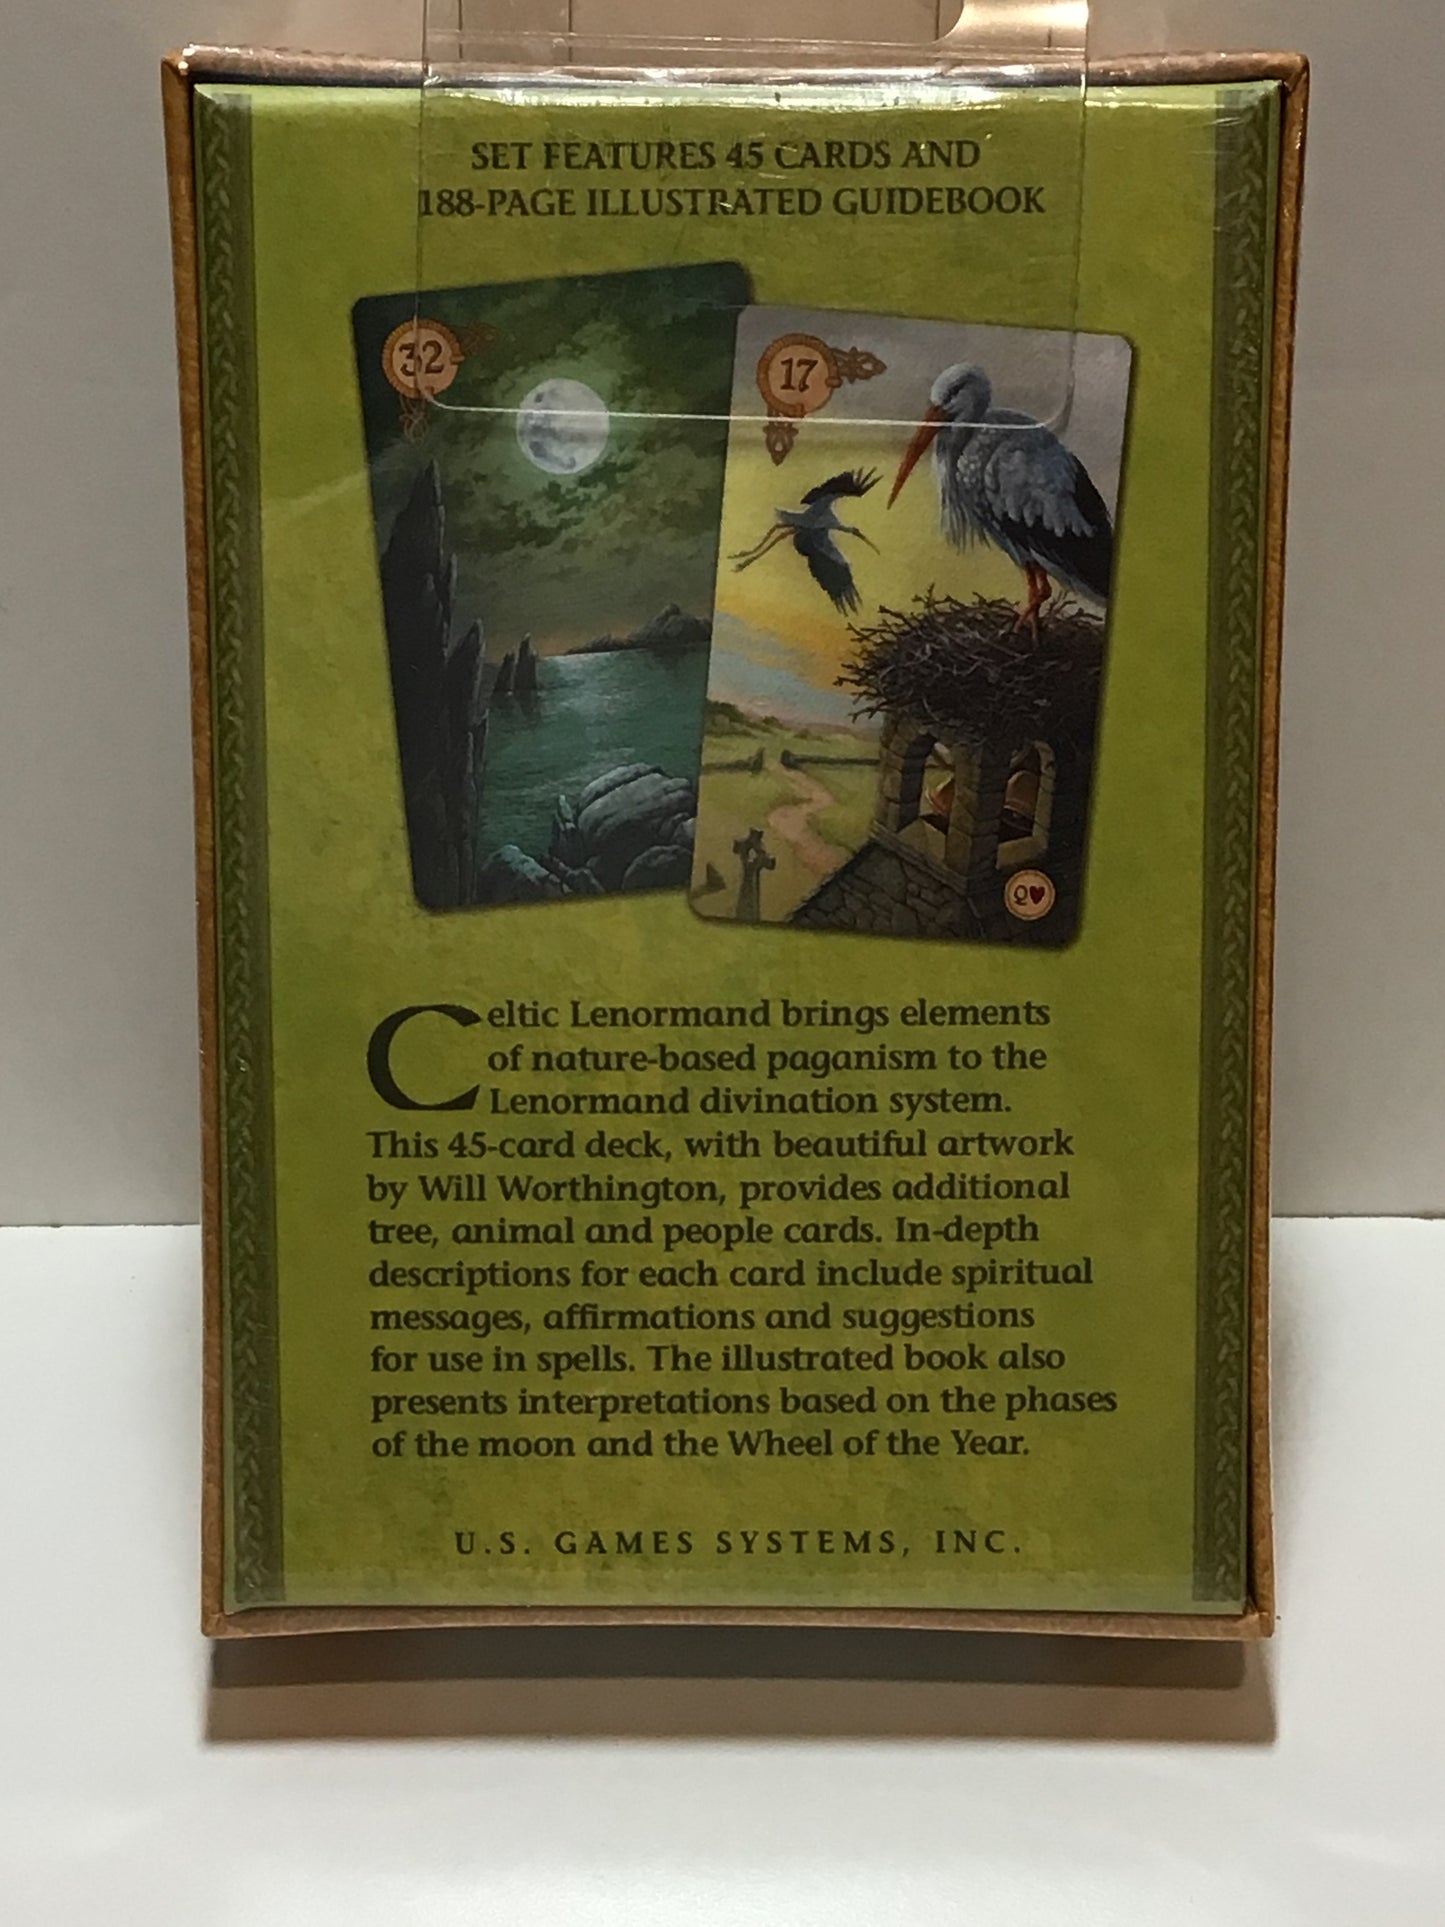 SET FEATURES 45 CARDS AND
188-PAGE ILLUSTRATED GUIDEBOOK
32
17
Q♥
Celtic Lenormand brings elements
of nature-based paganism to the
Lenormand divination system.
This 45-card deck, with beautiful artwork
by Will Worthington, provides additional
tree, animal and people cards. In-depth
descriptions for each card include spiritual
messages, affirmations and suggestions
for use in spells. The illustrated book also
presents interpretations based on the phases
of the moon and the Wheel of the Year.
U.S. GAMES SYSTEMS, INC.